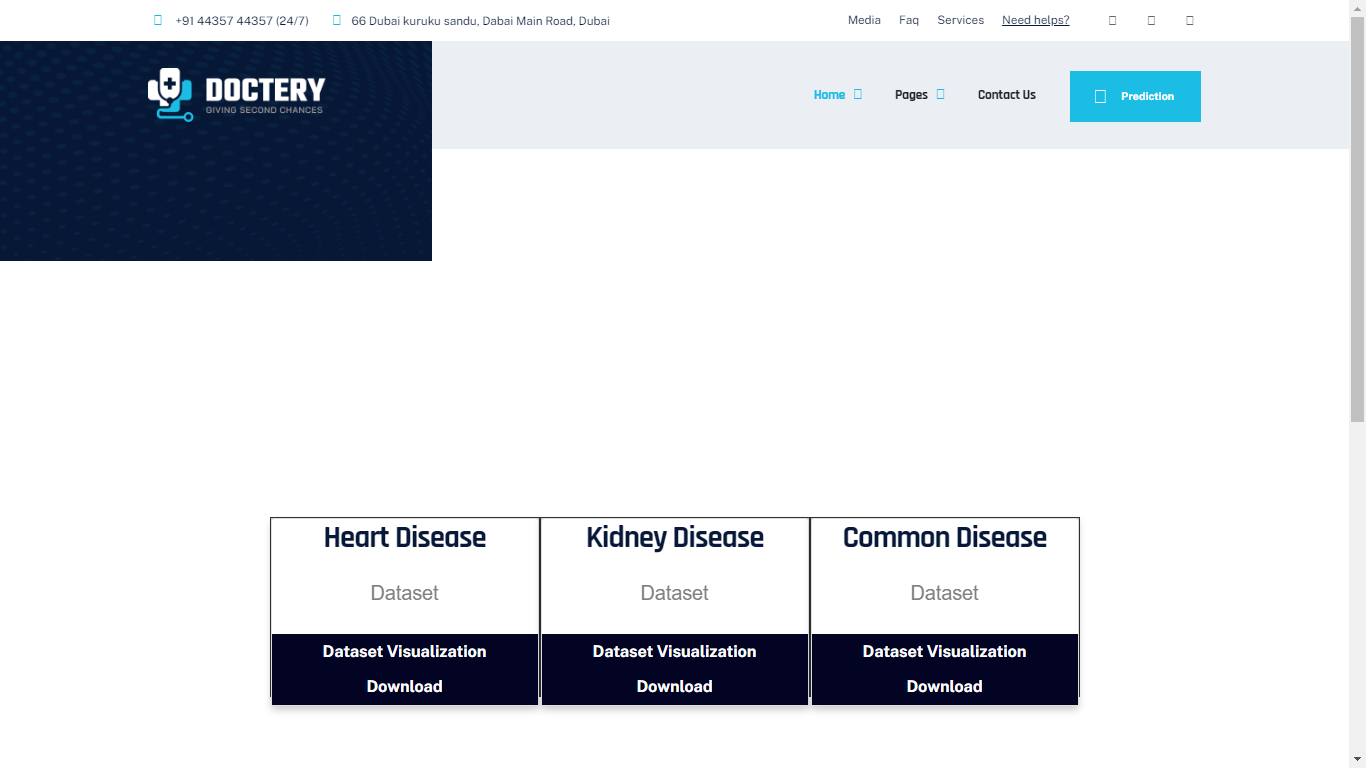 +91 44357 44357 (24/7)
66 Dubai kuruku sandu, Dabai Main Road, Dubai
Media
Faq
Services
Need helps?
DOCTERY
GIVING SECOND CHANCES
Home
Pages
Contact Us
Prediction
Heart Disease
Dataset
Dataset Visualization
Download
Kidney Disease
Dataset
Dataset Visualization
Download
Common Disease
Dataset
Dataset Visualization
Download